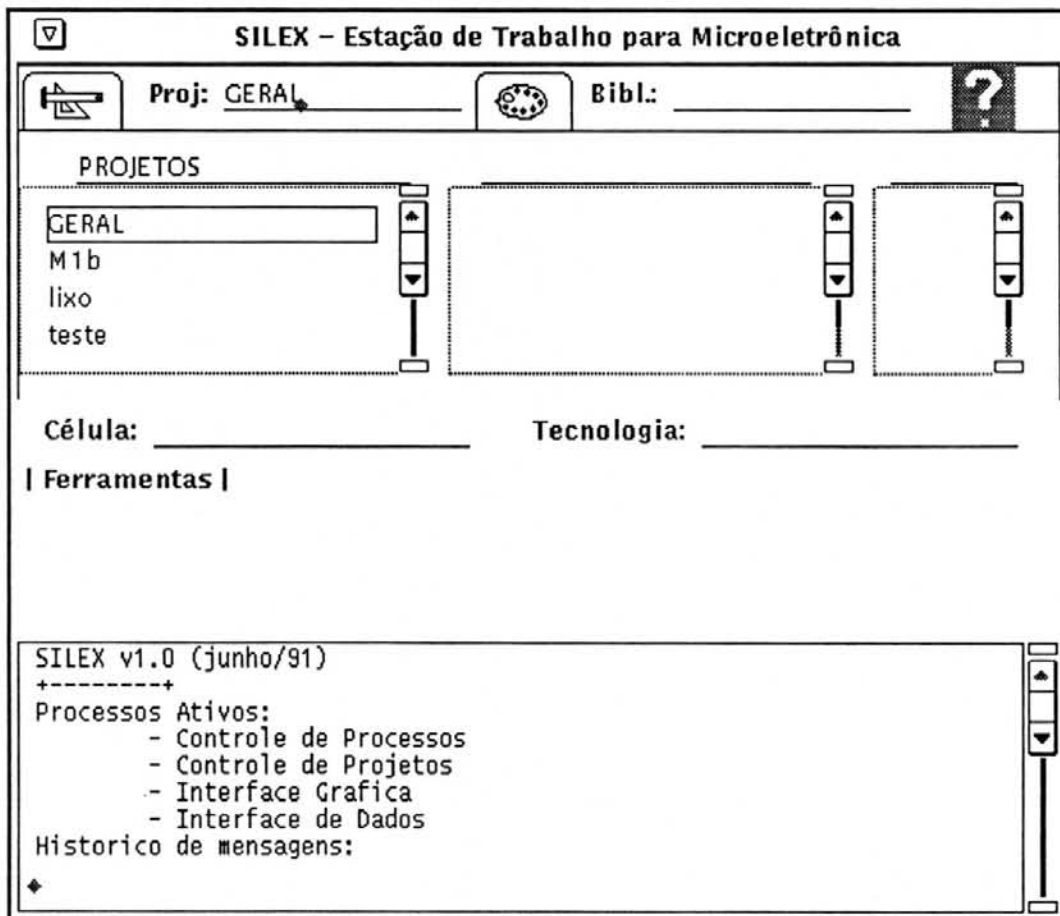 SILEX – Estação de Trabalho para Microeletrônica
Proj: GERAL Bibl.: ?
PROJETOS
GERAL
M1b
lixo
teste
Célula: Tecnologia:
| Ferramentas |
SILEX v1.0 (junho/91)
+--------+
Processos Ativos:
- Controle de Processos
- Controle de Projetos
- Interface Grafica
- Interface de Dados
Historico de mensagens: